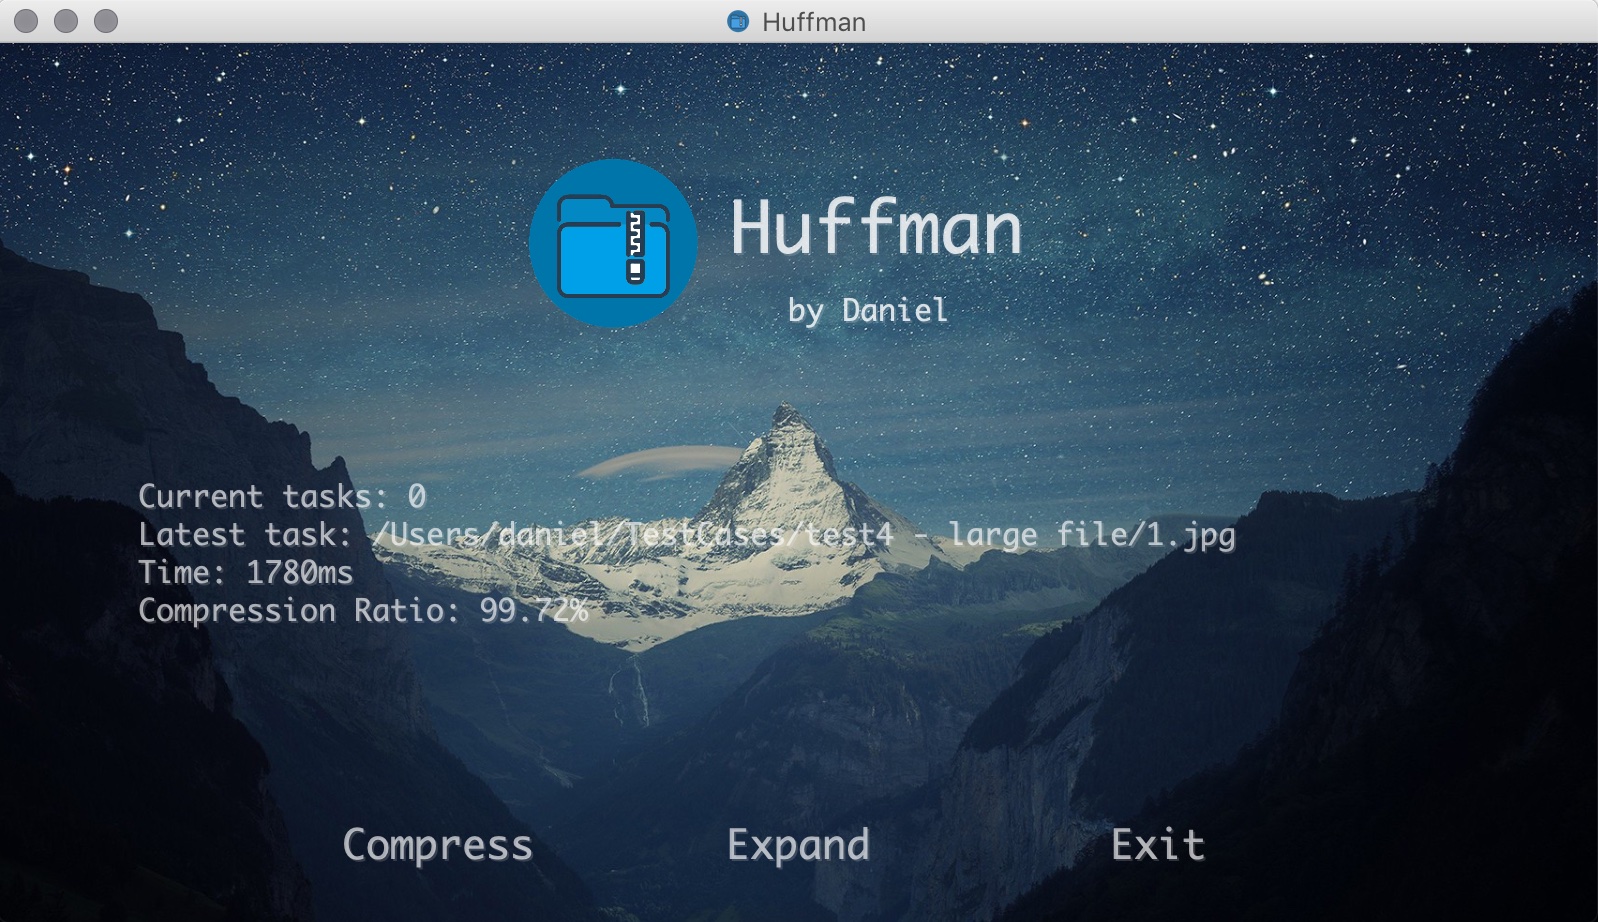 Huffman
Huffman
by Daniel
Current tasks: 0
Latest task: /Users/daniel/TestCases/test4 - large file/1.jpg
Time: 1780ms
Compression Ratio: 99.72%
Compress Expand Exit